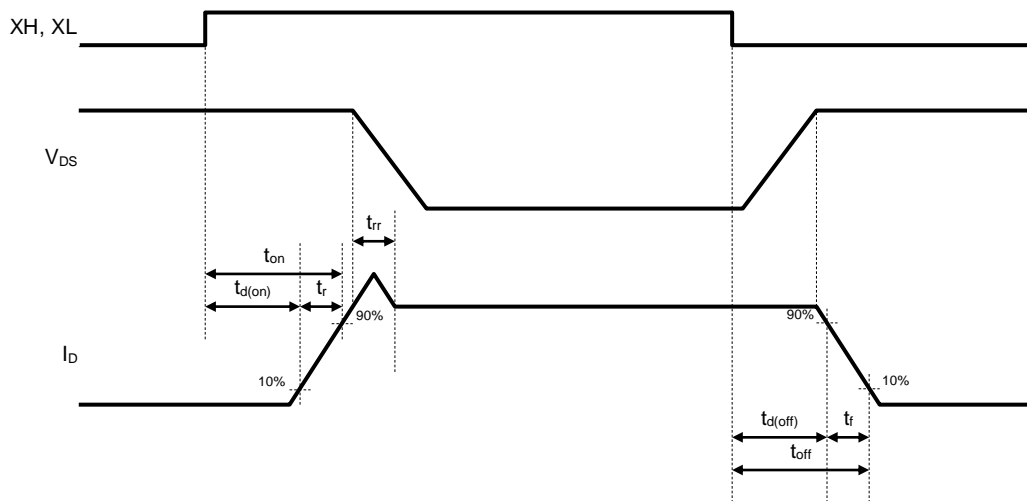 XH, XL
VDS
trr
ton
td(on) tr
90%
90%
ID
10%
10%
td(off) tf
toff